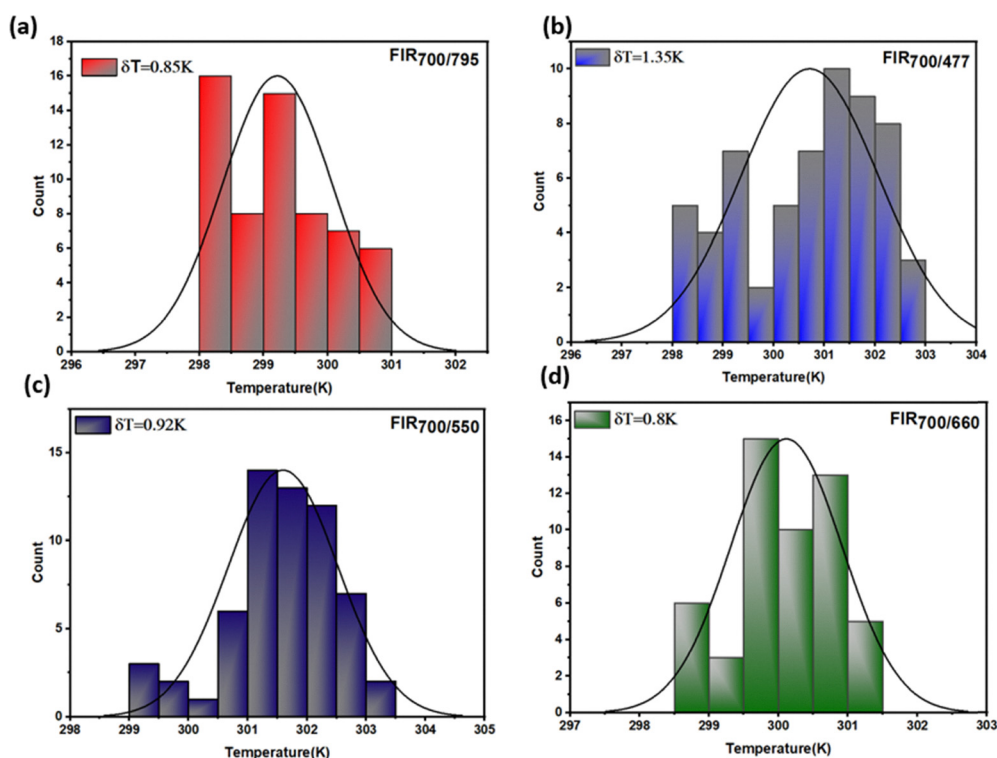 (a)
δT=0.85K
FIR700/795
Count
18
16
14
12
10
8
6
4
2
0
296 297 298 299 300 301 302
Temperature(K)
(b)
δT=1.35K
FIR700/477
Count
10
8
6
4
2
0
296 297 298 299 300 301 302 303 304
Temperature(K)
(c)
δT=0.92K
FIR700/550
Count
15
10
5
0
298 299 300 301 302 303 304 305
Temperature(K)
(d)
δT=0.8K
FIR700/660
Count
16
14
12
10
8
6
4
2
0
297 298 299 300 301 302 303
Temperature(K)